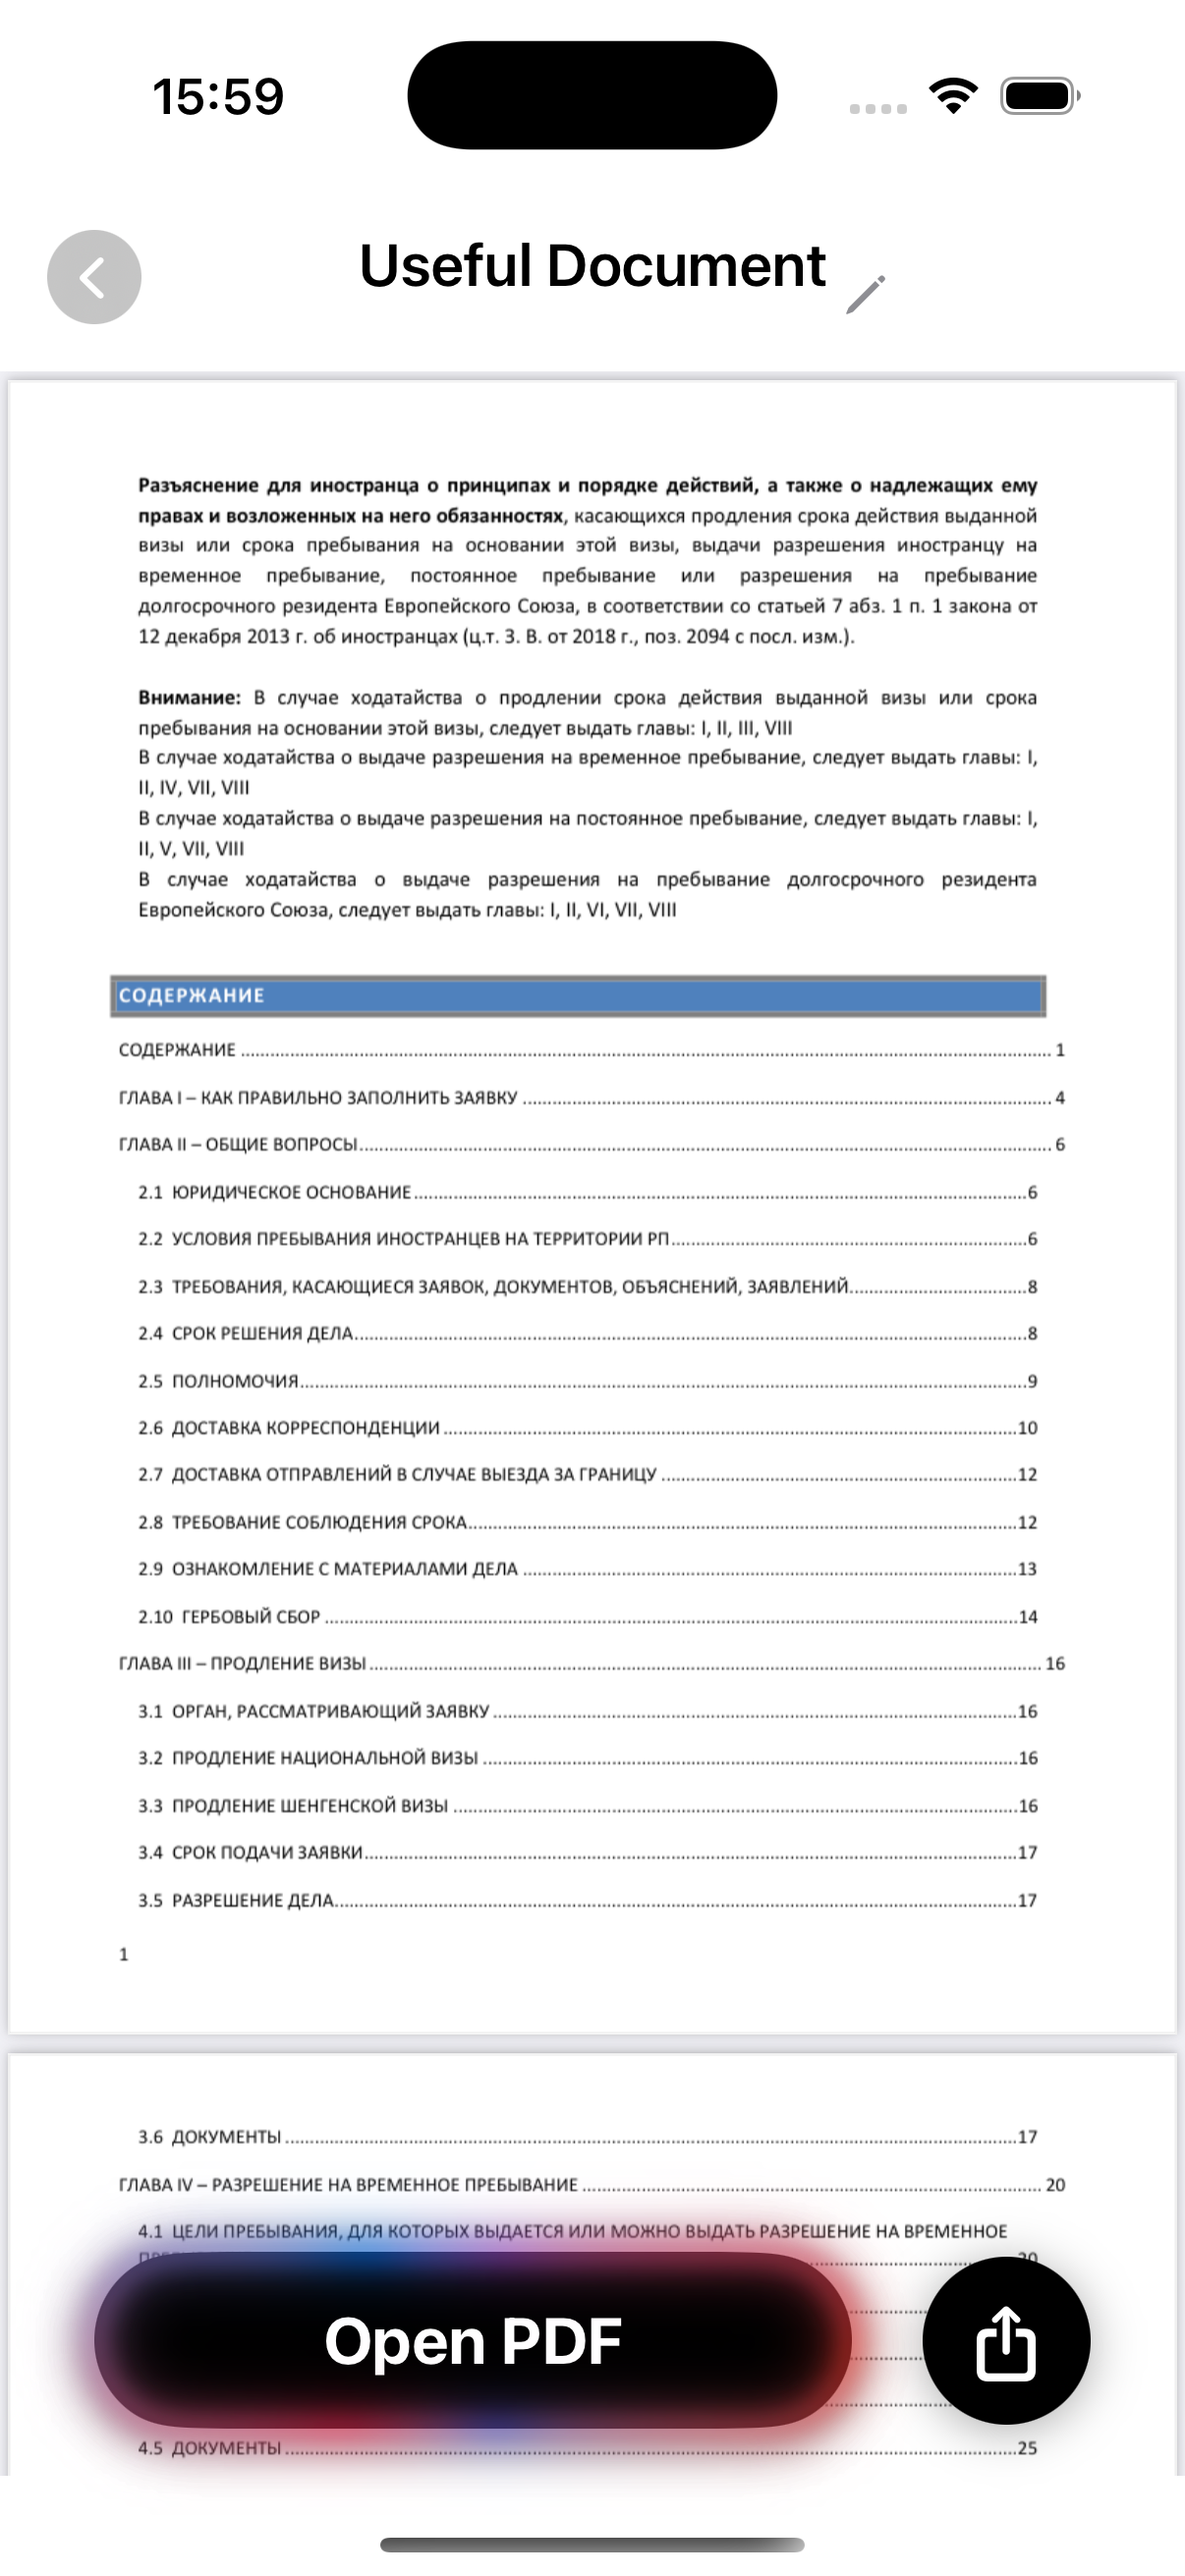 15:59
Useful Document
Разъяснение для иностранца о принципах и порядке действий, а также о надлежащих ему
правах и возложенных на него обязанностях, касающихся продления срока действия выданной
визы или срока пребывания на основании этой визы, выдачи разрешения иностранцу на
временное пребывание, постоянное пребывание или разрешения на пребывание
долгосрочного резидента Европейского Союза, в соответствии со статьей 7 абз. 1 п. 1 закона от
12 декабря 2013 г. об иностранцах (ц.т. З. В. от 2018 г., поз. 2094 с посл. изм.).
Внимание: В случае ходатайства о продлении срока действия выданной визы или срока
пребывания на основании этой визы, следует выдать главы: I, II, III, VIII
В случае ходатайства о выдаче разрешения на временное пребывание, следует выдать главы: I,
II, IV, VII, VIII
В случае ходатайства о выдаче разрешения на постоянное пребывание, следует выдать главы: I,
II, V, VII, VIII
В случае ходатайства о выдаче разрешения на пребывание долгосрочного резидента
Европейского Союза, следует выдать главы: I, II, VI, VII, VIII
СОДЕРЖАНИЕ
СОДЕРЖАНИЕ ........ 1
ГЛАВА I – КАК ПРАВИЛЬНО ЗАПОЛНИТЬ ЗАЯВКУ ........ 4
ГЛАВА II – ОБЩИЕ ВОПРОСЫ ........ 6
2.1 ЮРИДИЧЕСКОЕ ОСНОВАНИЕ ........ 6
2.2 УСЛОВИЯ ПРЕБЫВАНИЯ ИНОСТРАНЦЕВ НА ТЕРРИТОРИИ РП ........ 6
2.3 ТРЕБОВАНИЯ, КАСАЮЩИЕСЯ ЗАЯВОК, ДОКУМЕНТОВ, ОБЪЯСНЕНИЙ, ЗАЯВЛЕНИЙ ........ 8
2.4 СРОК РЕШЕНИЯ ДЕЛА ........ 8
2.5 ПОЛНОМОЧИЯ ........ 9
2.6 ДОСТАВКА КОРРЕСПОНДЕНЦИИ ........ 10
2.7 ДОСТАВКА ОТПРАВЛЕНИЙ В СЛУЧАЕ ВЫЕЗДА ЗА ГРАНИЦУ ........ 12
2.8 ТРЕБОВАНИЕ СОБЛЮДЕНИЯ СРОКА ........ 12
2.9 ОЗНАКОМЛЕНИЕ С МАТЕРИАЛАМИ ДЕЛА ........ 13
2.10 ГЕРБОВЫЙ СБОР ........ 14
ГЛАВА III – ПРОДЛЕНИЕ ВИЗЫ ........ 16
3.1 ОРГАН, РАССМАТРИВАЮЩИЙ ЗАЯВКУ ........ 16
3.2 ПРОДЛЕНИЕ НАЦИОНАЛЬНОЙ ВИЗЫ ........ 16
3.3 ПРОДЛЕНИЕ ШЕНГЕНСКОЙ ВИЗЫ ........ 16
3.4 СРОК ПОДАЧИ ЗАЯВКИ ........ 17
3.5 РАЗРЕШЕНИЕ ДЕЛА ........ 17
1
3.6 ДОКУМЕНТЫ ........ 17
ГЛАВА IV – РАЗРЕШЕНИЕ НА ВРЕМЕННОЕ ПРЕБЫВАНИЕ ........ 20
4.1 ЦЕЛИ ПРЕБЫВАНИЯ, ДЛЯ КОТОРЫХ ВЫДАЕТСЯ ИЛИ МОЖНО ВЫДАТЬ РАЗРЕШЕНИЕ НА ВРЕМЕННОЕ
Open PDF
4.5 ДОКУМЕНТЫ ........ 25